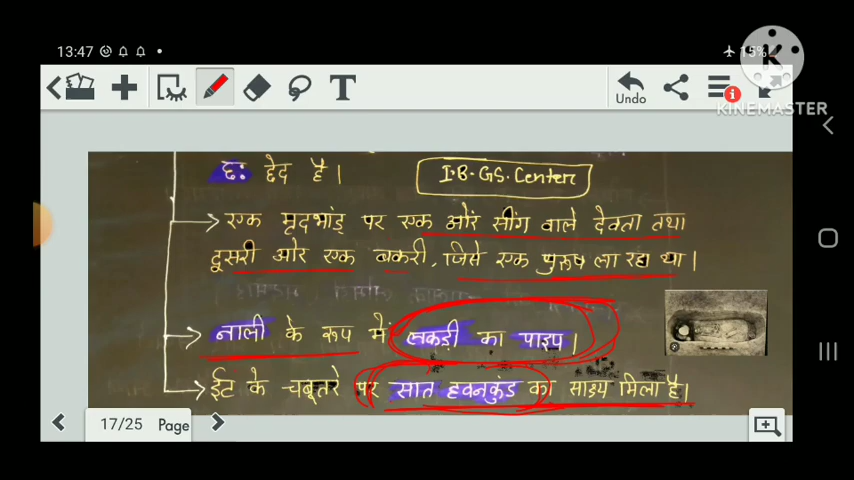 13:47
15%
KINEMASTER
T
Undo
छः छेद है।
I.B.GS.Center
एक मृदभांड पर एक ओर सींग वाले देवता तथा
दूसरी ओर एक बकरी, जिसे एक पुरूष ला रहा था।
नाली के रूप में लकड़ी का पाइप।
ईंट के चबूतरे पर सात हवनकुंड का साक्ष्य मिला है।
17/25 Page